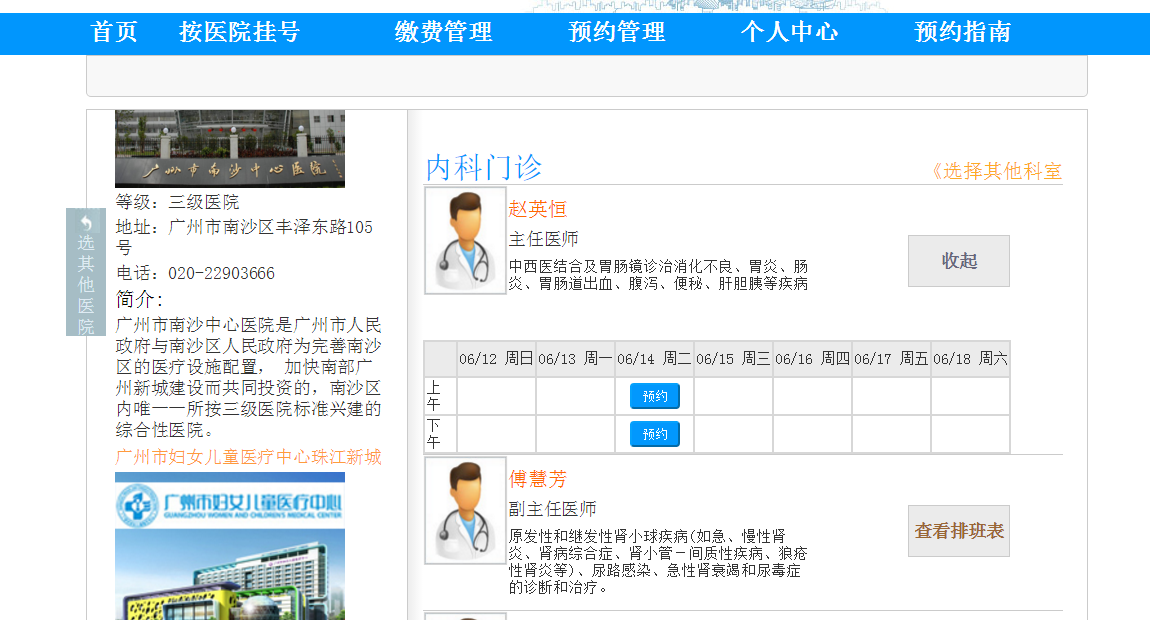 首页 按医院挂号 缴费管理 预约管理 个人中心 预约指南
广州市南沙中心医院
等级：三级医院
地址：广州市南沙区丰泽东路105
号
电话：020-22903666
简介:
广州市南沙中心医院是广州市人民
政府与南沙区人民政府为完善南沙
区的医疗设施配置， 加快南部广
州新城建设而共同投资的，南沙区
内唯一一所按三级医院标准兴建的
综合性医院。
广州市妇女儿童医疗中心珠江新城
广州市妇女儿童医疗中心
GUANGZHOU WOMEN AND CHILDREN'S MEDICAL CENTER
选
其
他
医
院
内科门诊
《选择其他科室
赵英恒
主任医师
中西医结合及胃肠镜诊治消化不良、胃炎、肠
炎、胃肠道出血、腹泻、便秘、肝胆胰等疾病
收起
06/12 周日 06/13 周一 06/14 周二 06/15 周三 06/16 周四 06/17 周五 06/18 周六
上
午
预约
下
午
预约
傅慧芳
副主任医师
原发性和继发性肾小球疾病(如急、慢性肾
炎、肾病综合症、肾小管－间质性疾病、狼疮
性肾炎等)、尿路感染、急性肾衰竭和尿毒症
的诊断和治疗。
查看排班表